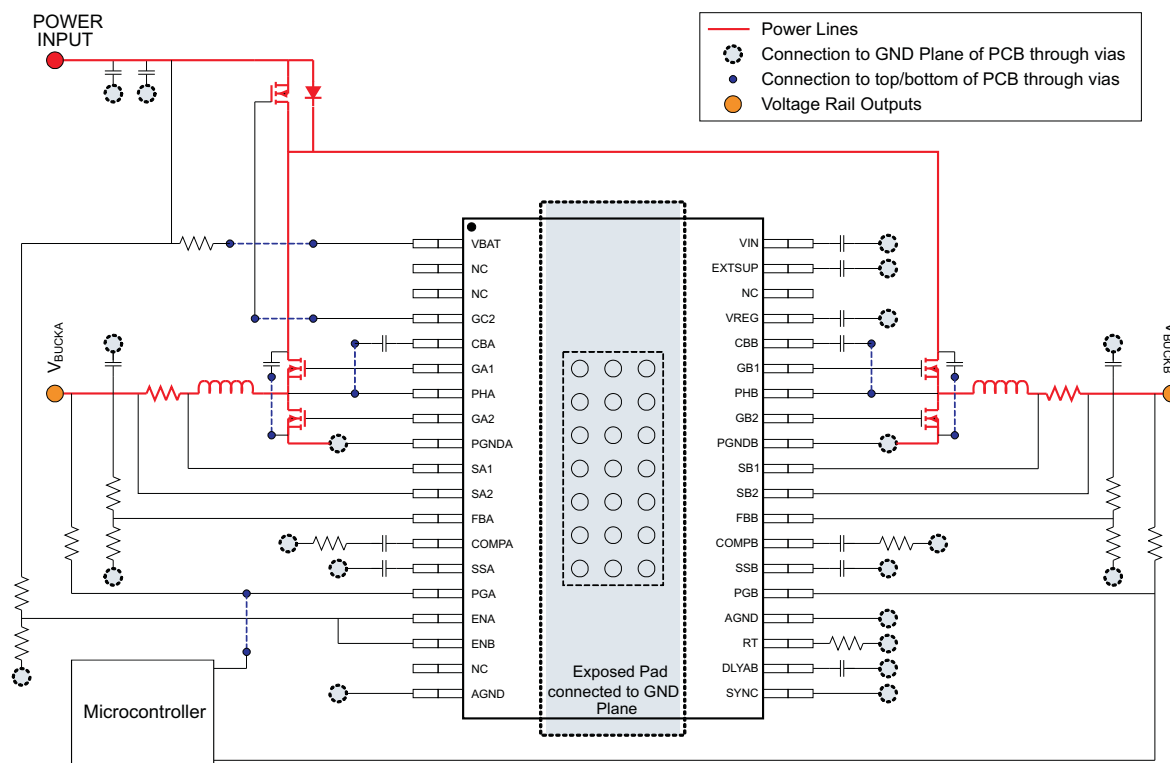 POWER
INPUT
Power Lines
Connection to GND Plane of PCB through vias
Connection to top/bottom of PCB through vias
Voltage Rail Outputs
VBUCKA
VBAT
NC
NC
GC2
CBA
GA1
PHA
GA2
PGNDA
SA1
SA2
FBA
COMPA
SSA
PGA
ENA
ENB
NC
AGND
VIN
EXTSUP
NC
VREG
CBB
GB1
PHB
GB2
PGNDB
SB1
SB2
FBB
COMPB
SSB
PGB
AGND
RT
DLYAB
SYNC
VBUCKB
Exposed Pad
connected to GND
Plane
Microcontroller